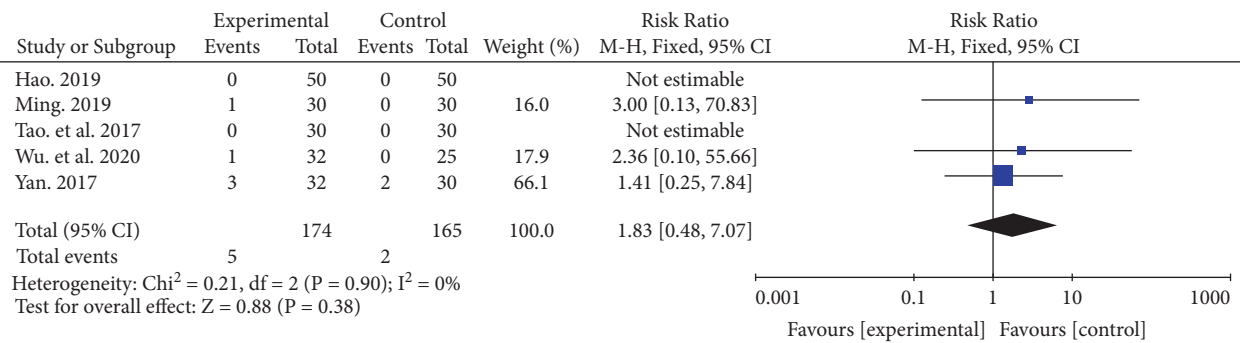 Experimental Control Risk Ratio Risk Ratio
Study or Subgroup Events Total Events Total Weight (%) M-H, Fixed, 95% CI M-H, Fixed, 95% CI
Hao. 2019 0 50 0 50 Not estimable
Ming. 2019 1 30 0 30 16.0 3.00 [0.13, 70.83]
Tao. et al. 2017 0 30 0 30 Not estimable
Wu. et al. 2020 1 32 0 25 17.9 2.36 [0.10, 55.66]
Yan. 2017 3 32 2 30 66.1 1.41 [0.25, 7.84]
Total (95% CI) 174 165 100.0 1.83 [0.48, 7.07]
Total events 5 2
Heterogeneity: Chi² = 0.21, df = 2 (P = 0.90); I² = 0%
Test for overall effect: Z = 0.88 (P = 0.38)
0.001 0.1 1 10 1000
Favours [experimental] Favours [control]